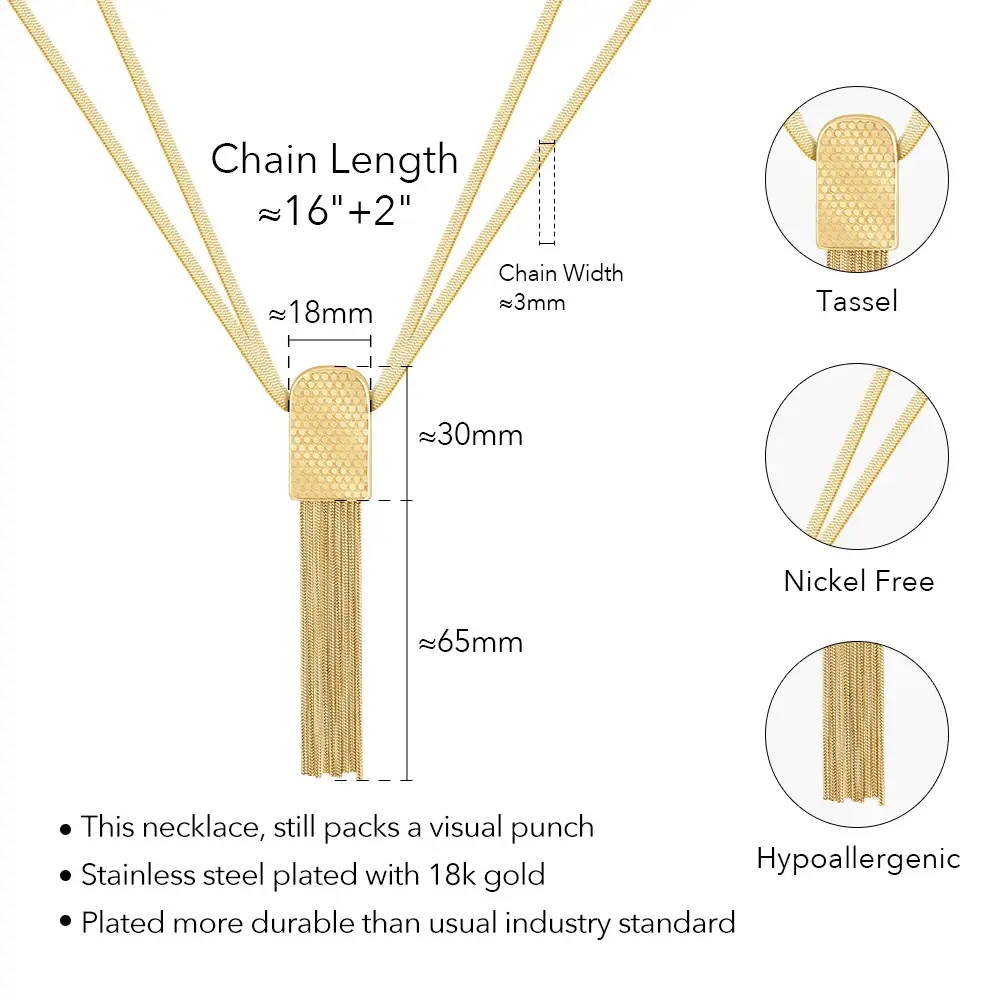 Chain Length
≈16"+2"
≈18mm
Chain Width
≈3mm
≈30mm
≈65mm
Tassel
Nickel Free
Hypoallergenic
• This necklace, still packs a visual punch
• Stainless steel plated with 18k gold
• Plated more durable than usual industry standard